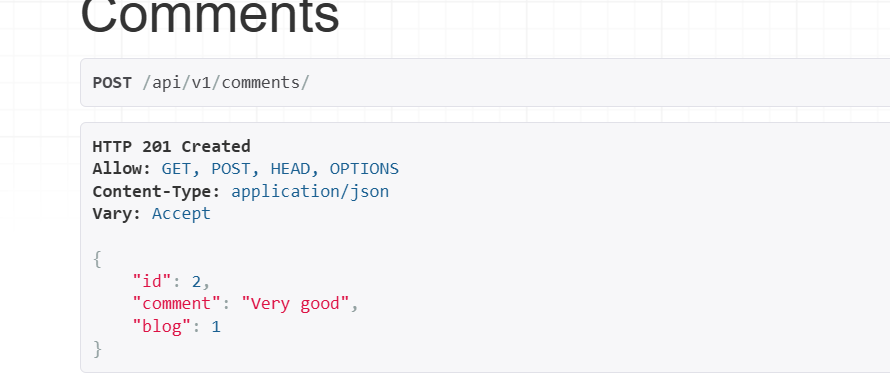 Comments
POST /api/v1/comments/
HTTP 201 Created
Allow: GET, POST, HEAD, OPTIONS
Content-Type: application/json
Vary: Accept
{
    "id": 2,
    "comment": "Very good",
    "blog": 1
}